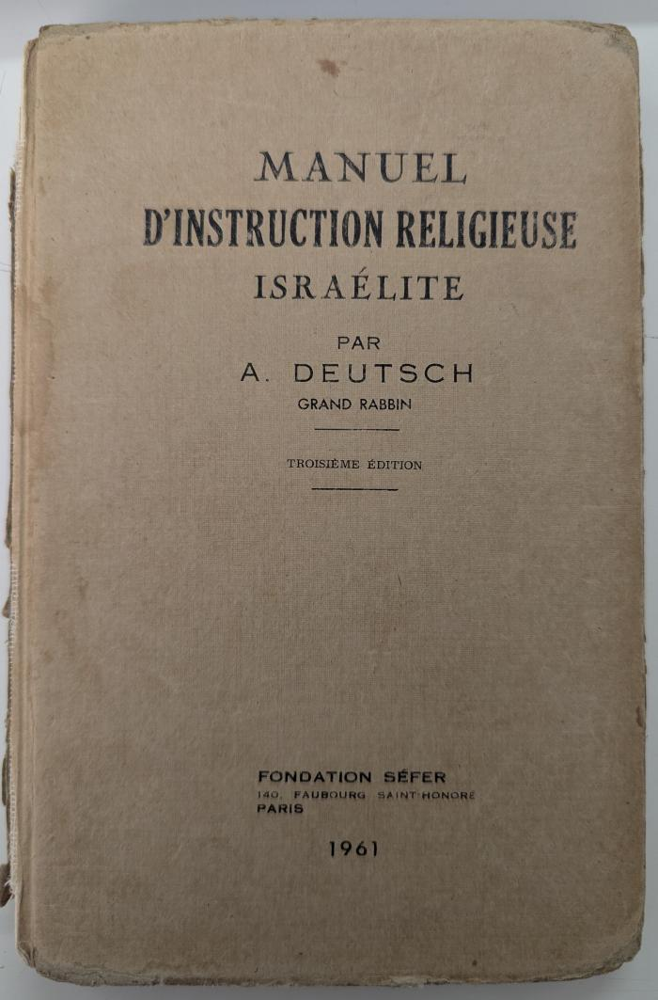 MANUEL
D'INSTRUCTION RELIGIEUSE
ISRAÉLITE
PAR
A. DEUTSCH
GRAND RABBIN
TROISIÈME ÉDITION
FONDATION SÉFER
140, FAUBOURG SAINT-HONORÉ
PARIS
1961